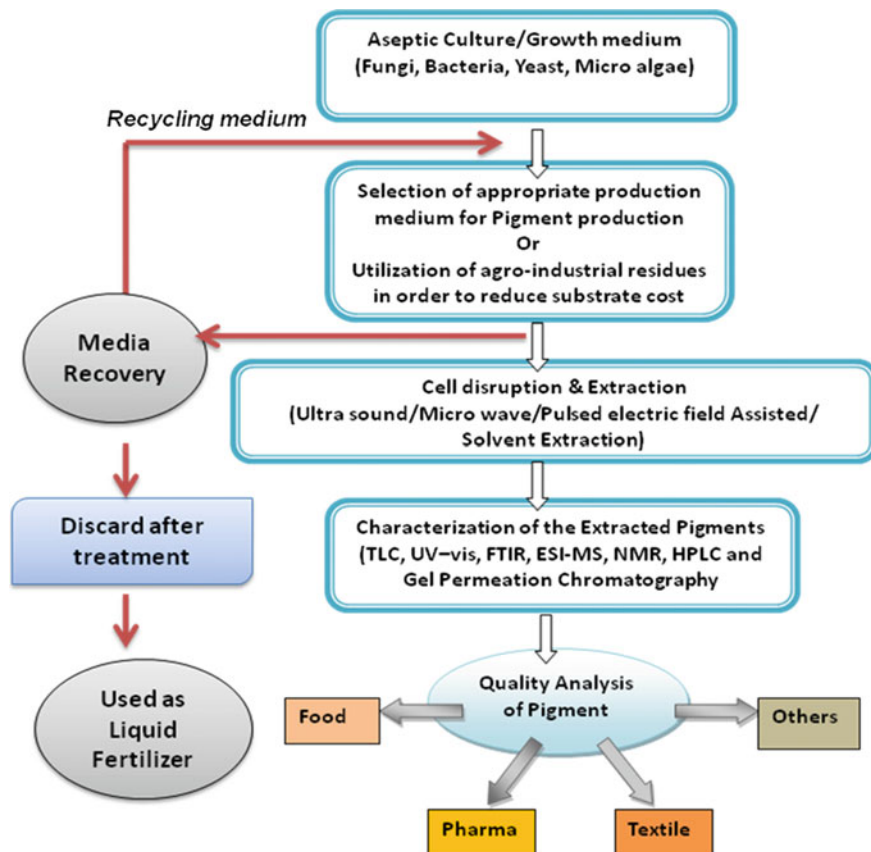 Aseptic Culture/Growth medium
(Fungi, Bacteria, Yeast, Micro algae)
Recycling medium
Selection of appropriate production
medium for Pigment production
Or
Utilization of agro-industrial residues
in order to reduce substrate cost
Media
Recovery
Cell disruption & Extraction
(Ultra sound/Micro wave/Pulsed electric field Assisted/
Solvent Extraction)
Discard after
treatment
Characterization of the Extracted Pigments
(TLC, UV–vis, FTIR, ESI-MS, NMR, HPLC and
Gel Permeation Chromatography
Used as
Liquid
Fertilizer
Quality Analysis
of Pigment
Food
Others
Pharma
Textile